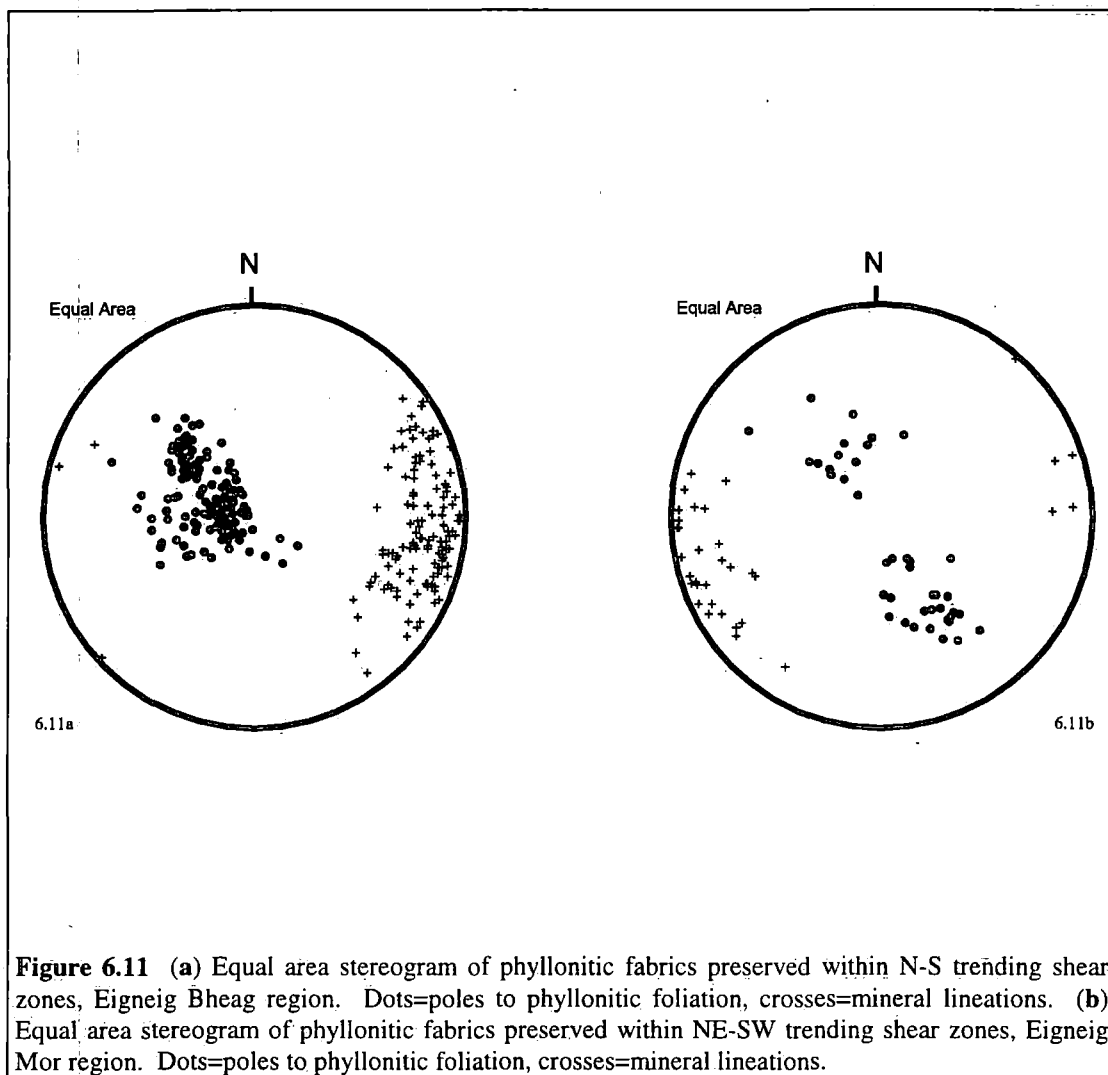 N
Equal Area
N
Equal Area
6.11a
6.11b
Figure 6.11 (a) Equal area stereogram of phyllonitic fabrics preserved within N-S trending shear
zones, Eigneig Bheag region. Dots=poles to phyllonitic foliation, crosses=mineral lineations. (b)
Equal area stereogram of phyllonitic fabrics preserved within NE-SW trending shear zones, Eigneig
Mor region. Dots=poles to phyllonitic foliation, crosses=mineral lineations.